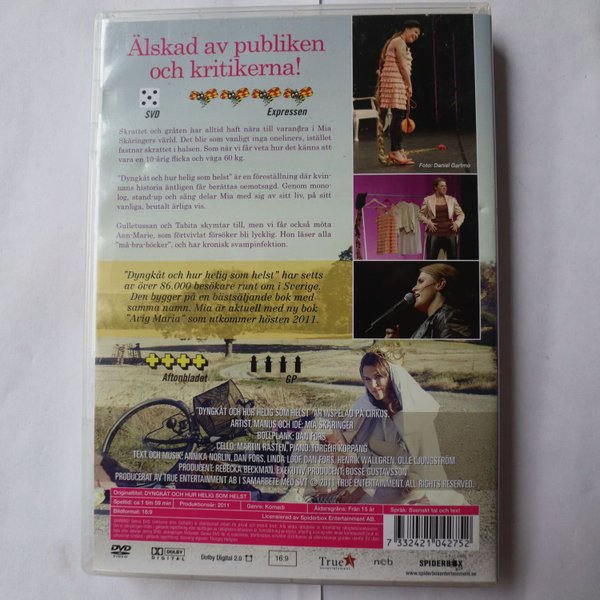 Älskad av publiken
och kritikerna!
SVD
Expressen
Skrattet och gråten har alltid haft nära till varandra i Mia
Skäringers värld. Det blir som vanligt inga oneliners, istället
fastnar skrattet i halsen. Som när vi får veta hur det känns att
vara en 10-årig flicka och väga 60 kg.
"Dyngkåt och hur helig som helst" är en föreställning där kvin-
nans historia äntligen får berättas oemotsagd. Genom mono-
log, stand-up och sång delar Mia med sig av sitt liv, på sitt
vanliga, brutalt ärliga vis.
Gulletussan och Tabita skymtar till, men vi får också möta
Ann-Marie, som förtvivlat försöker bli lycklig. Hon läser alla
"må-bra-böcker", och har kronisk svampinfektion.
Foto: Daniel Gartmo
"Dyngkåt och hur helig som helst" har setts
av över 86.000 besökare runt om i Sverige.
Den bygger på en bästsäljande bok med
samma namn. Mia är aktuell med ny bok
"Avig Maria" som utkommer hösten 2011.
Aftonbladet
GP
"DYNGKÅT OCH HUR HELIG SOM HELST" ÄR INSPELAD PÅ CIRKUS.
ARTIST, MANUS OCH IDÉ: MIA SKÄRINGER
BOLLPLANK: DAN FORS
CELLO: MARTIN RÅSTEN, PIANO: TORGEIR KOPPANG
TEXT OCH MUSIK: ANNIKA NORLIN, DAN FORS, LINDA LÖÖF, DAN FORS, HENRIK WALLGREN, OLLE LJUNGSTRÖM
PRODUCENT: REBECKA BECKMAN, EXEKUTIV PRODUCENT: BOSSE GUSTAVSSON
PRODUCERAT AV TRUE ENTERTAINMENT AB I SAMARBETE MED SVT © 2011 TRUE ENTERTAINMENT. ALL RIGHTS RESERVED.
Originaltitel: DYNGKÅT OCH HUR HELIG SOM HELST
Speltid: ca 1 tim 59 min Produktionsår: 2011 Genre: Komedi Åldersgräns: Från 15 år Språk: Svenskt tal och text
Bildformat: 16:9 Licensierad av Spiderbox Entertainment AB.
7 332421 042752
DVD VIDEO
DOLBY DIGITAL
Dolby Digital 2.0
16:9
True entertainment
ncb
SPIDERBOX
www.spiderboxentertainment.se